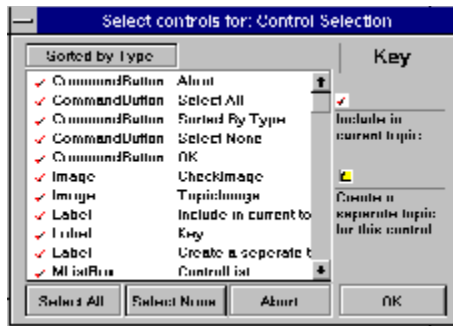 Select controls for: Control Selection
Sorted by Type
Key
CommandButton About
CommandButton Select All
CommandButton Sorted By Type
CommandButton Select None
CommandButton OK
Image CheckImage
Image TopicImage
Label Include in current to
Label Key
Label Create a seperate t
MListBox ControlList
Include in
current topic
Create a
seperate topic
for this control
Select All
Select None
Abort
OK